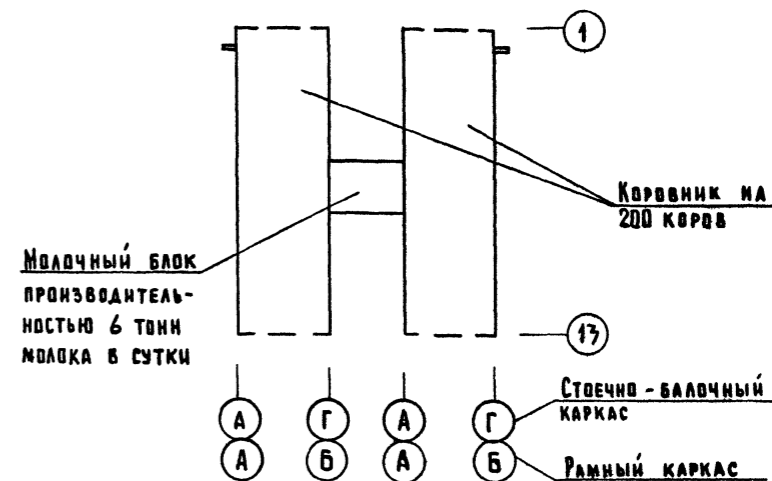 1
Коровник на
200 коров
Молочный блок
производитель-
ностью 6 тонн
молока в сутки
13
А Г А Г
Стоечно-балочный
каркас
А Б А Б
Рамный каркас